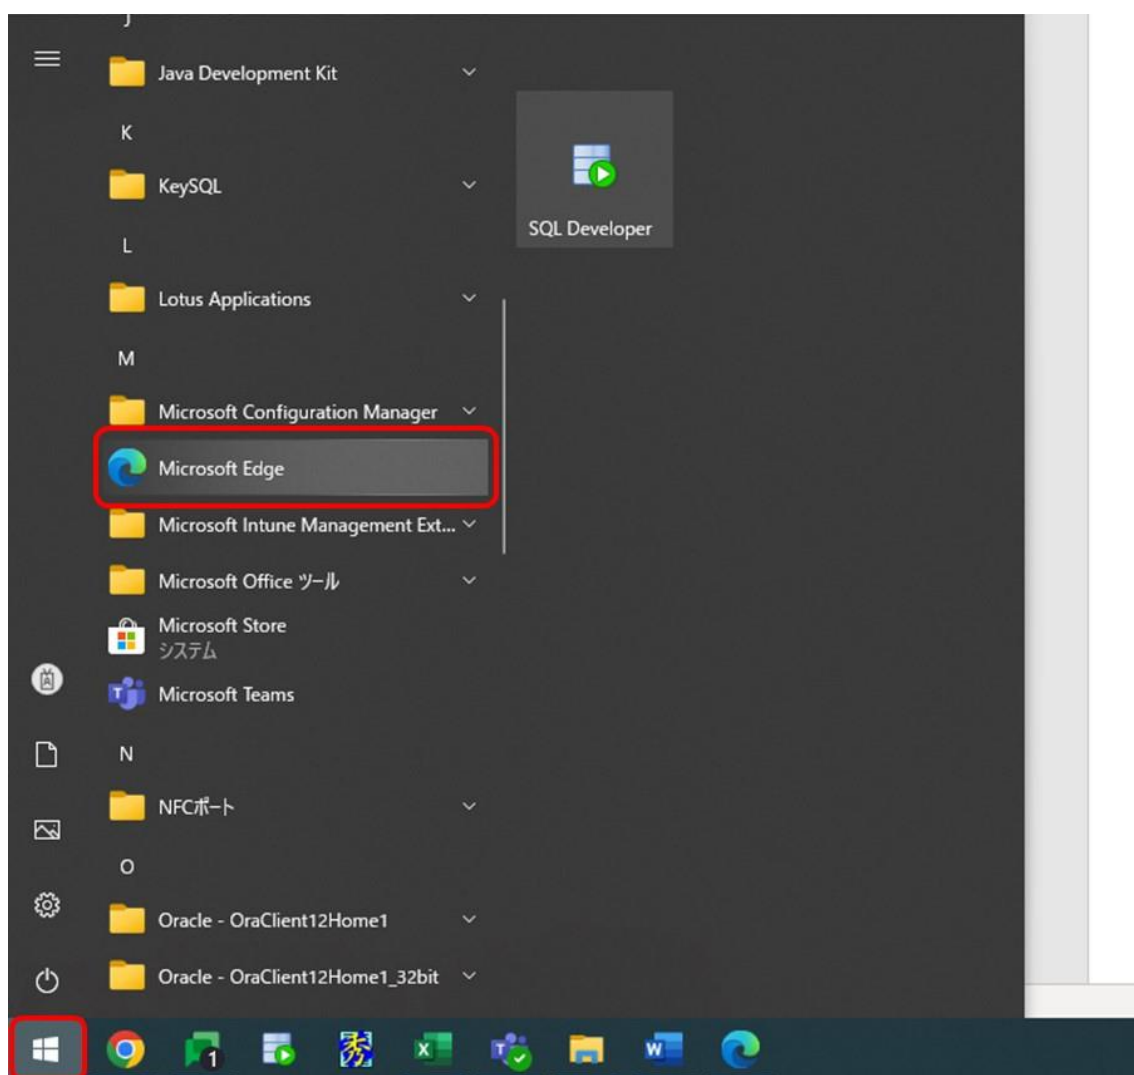 J
Java Development Kit
K
KeySQL
SQL Developer
L
Lotus Applications
M
Microsoft Configuration Manager
Microsoft Edge
Microsoft Intune Management Ext...
Microsoft Office ツール
Microsoft Store
システム
Microsoft Teams
N
NFCポート
O
Oracle - OraClient12Home1
Oracle - OraClient12Home1_32bit
1
秀